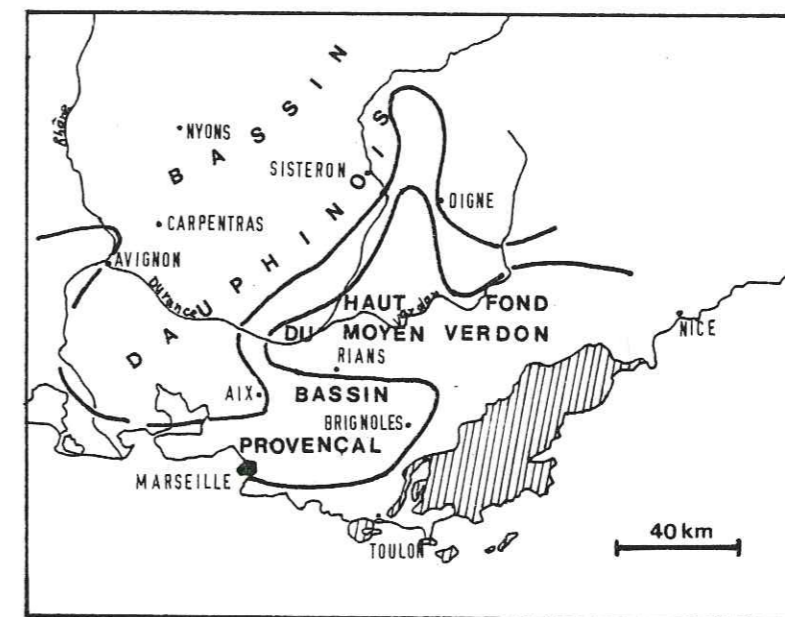 BASSIN
DAUPHINOIS
Rhône
NYONS
SISTERON
DIGNE
CARPENTRAS
AVIGNON
Durance
Verdon
HAUT FOND
DU MOYEN VERDON
NICE
RIANS
AIX
BASSIN
BRIGNOLES
PROVENÇAL
MARSEILLE
TOULON
40 km